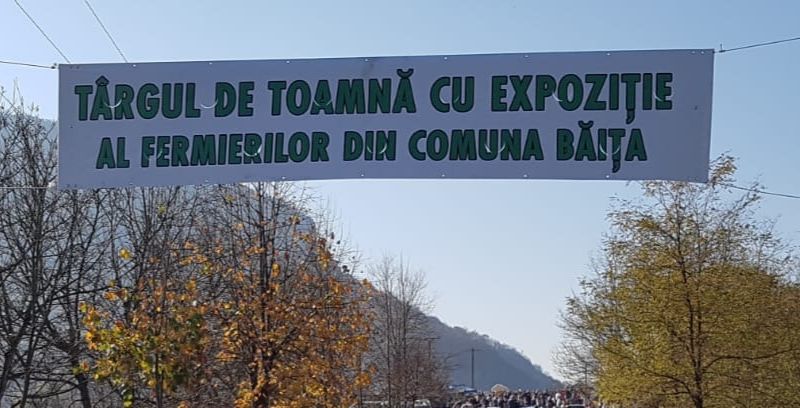 TÂRGUL DE TOAMNĂ CU EXPOZIȚIE
AL FERMIERILOR DIN COMUNA BĂIȚA